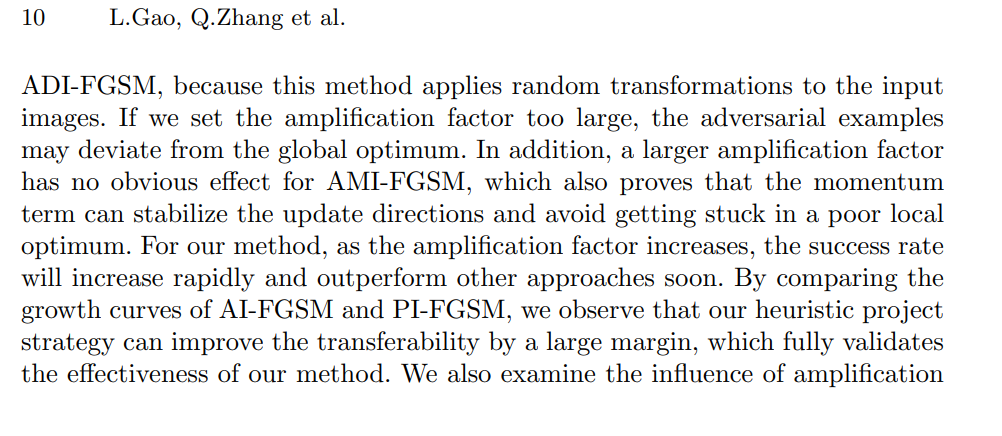 10 L.Gao, Q.Zhang et al.
ADI-FGSM, because this method applies random transformations to the input
images. If we set the amplification factor too large, the adversarial examples
may deviate from the global optimum. In addition, a larger amplification factor
has no obvious effect for AMI-FGSM, which also proves that the momentum
term can stabilize the update directions and avoid getting stuck in a poor local
optimum. For our method, as the amplification factor increases, the success rate
will increase rapidly and outperform other approaches soon. By comparing the
growth curves of AI-FGSM and PI-FGSM, we observe that our heuristic project
strategy can improve the transferability by a large margin, which fully validates
the effectiveness of our method. We also examine the influence of amplification